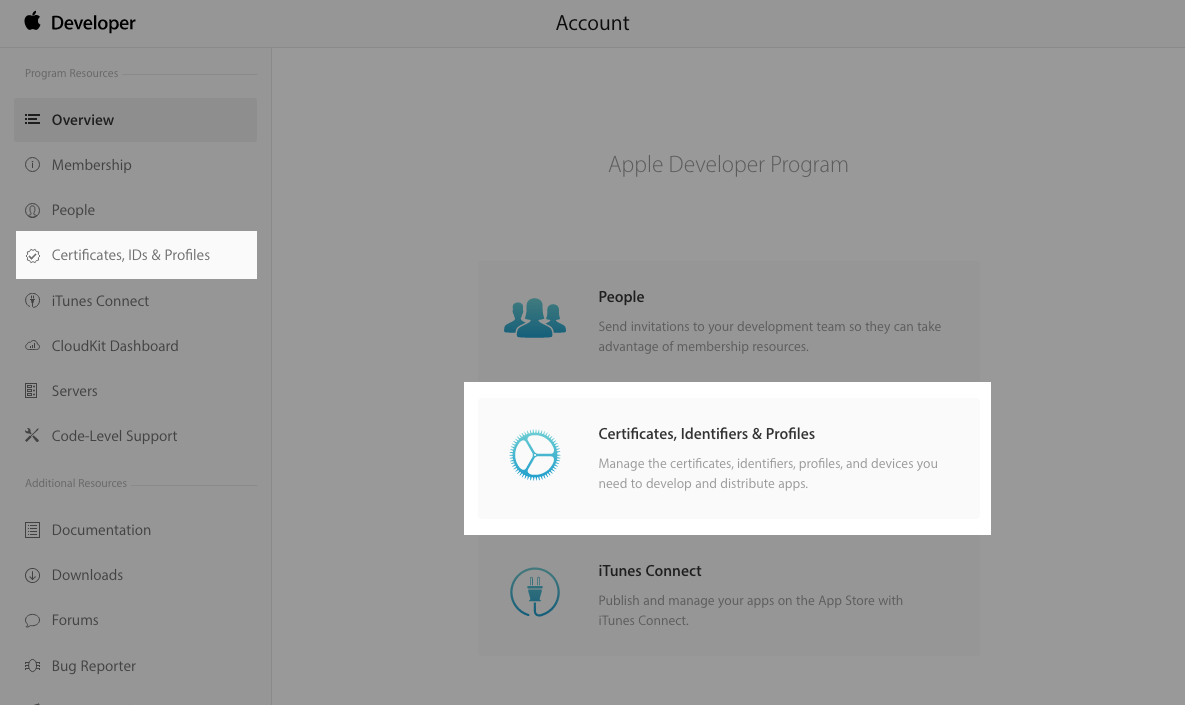 Developer
Account
Program Resources
Overview
Membership
People
Certificates, IDs & Profiles
iTunes Connect
CloudKit Dashboard
Servers
Code-Level Support
Additional Resources
Documentation
Downloads
Forums
Bug Reporter
Apple Developer Program
People
Send invitations to your development team so they can take
advantage of membership resources.
Certificates, Identifiers & Profiles
Manage the certificates, identifiers, profiles, and devices you
need to develop and distribute apps.
iTunes Connect
Publish and manage your apps on the App Store with
iTunes Connect.